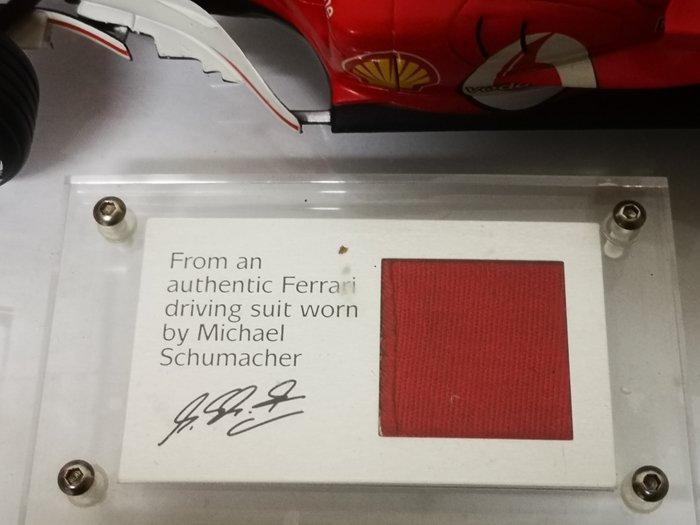 From an
authentic Ferrari
driving suit worn
by Michael
Schumacher